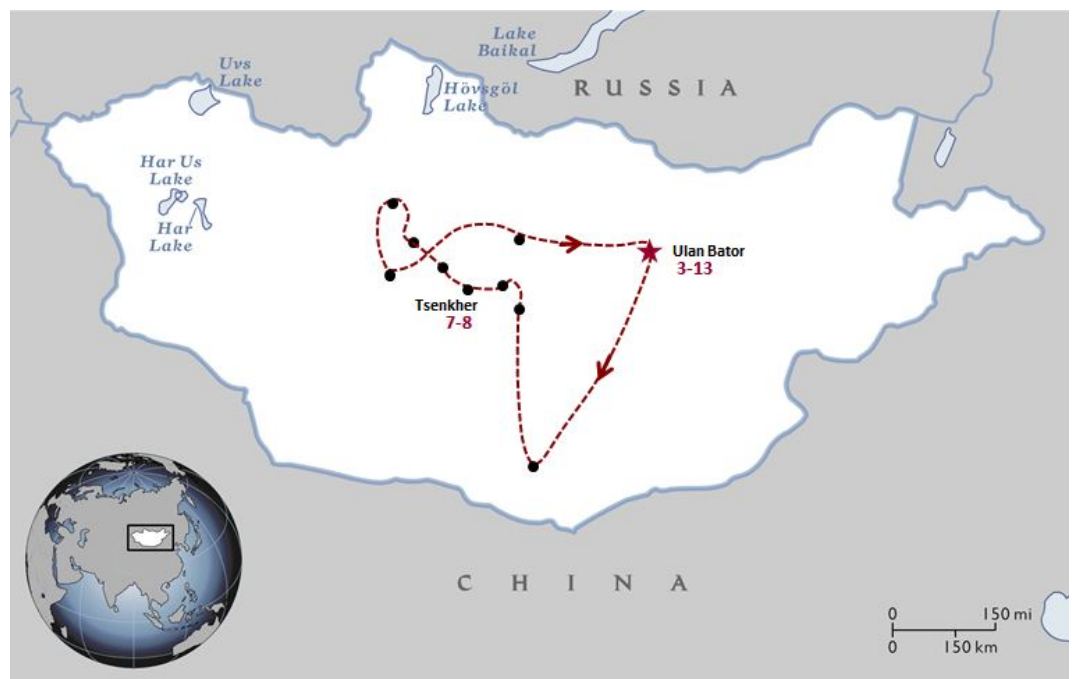 Lake
Baikal
Uvs
Lake
Hövsgöl
Lake
RUSSIA
Har Us
Lake
Har
Lake
Ulan Bator
3-13
Tsenkher
7-8
CHINA
0 150 mi
0 150 km